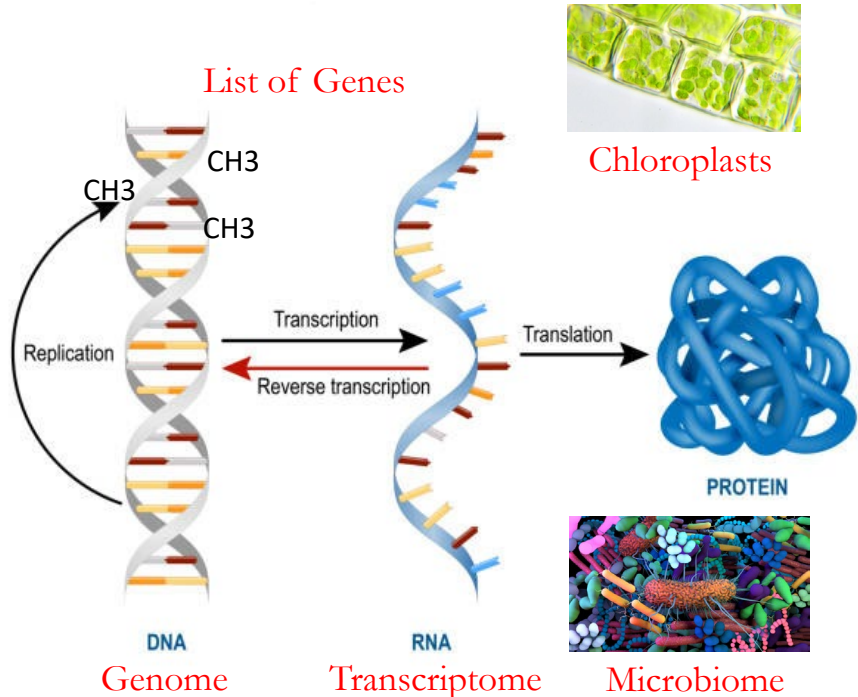 List of Genes
Chloroplasts
CH3
CH3
CH3
Replication
Transcription
Reverse transcription
Translation
PROTEIN
DNA
RNA
Genome
Transcriptome
Microbiome